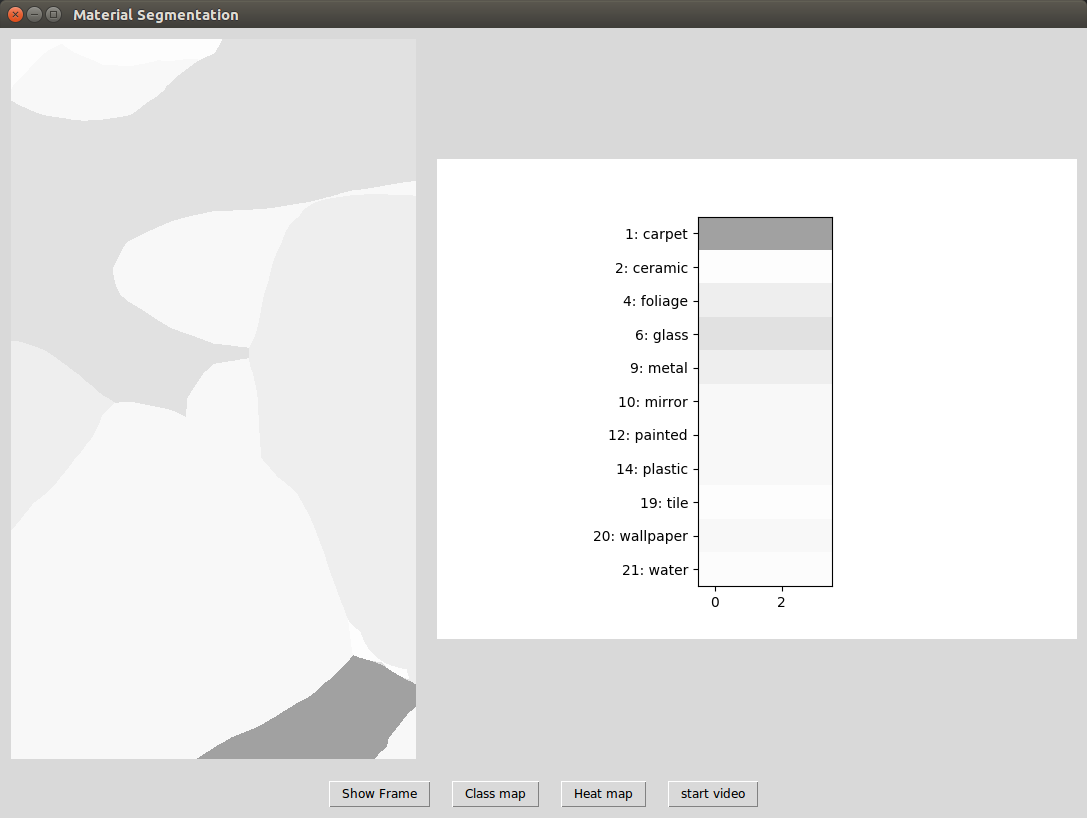 Material Segmentation
1: carpet
2: ceramic
4: foliage
6: glass
9: metal
10: mirror
12: painted
14: plastic
19: tile
20: wallpaper
21: water
0 2
Show Frame Class map Heat map start video